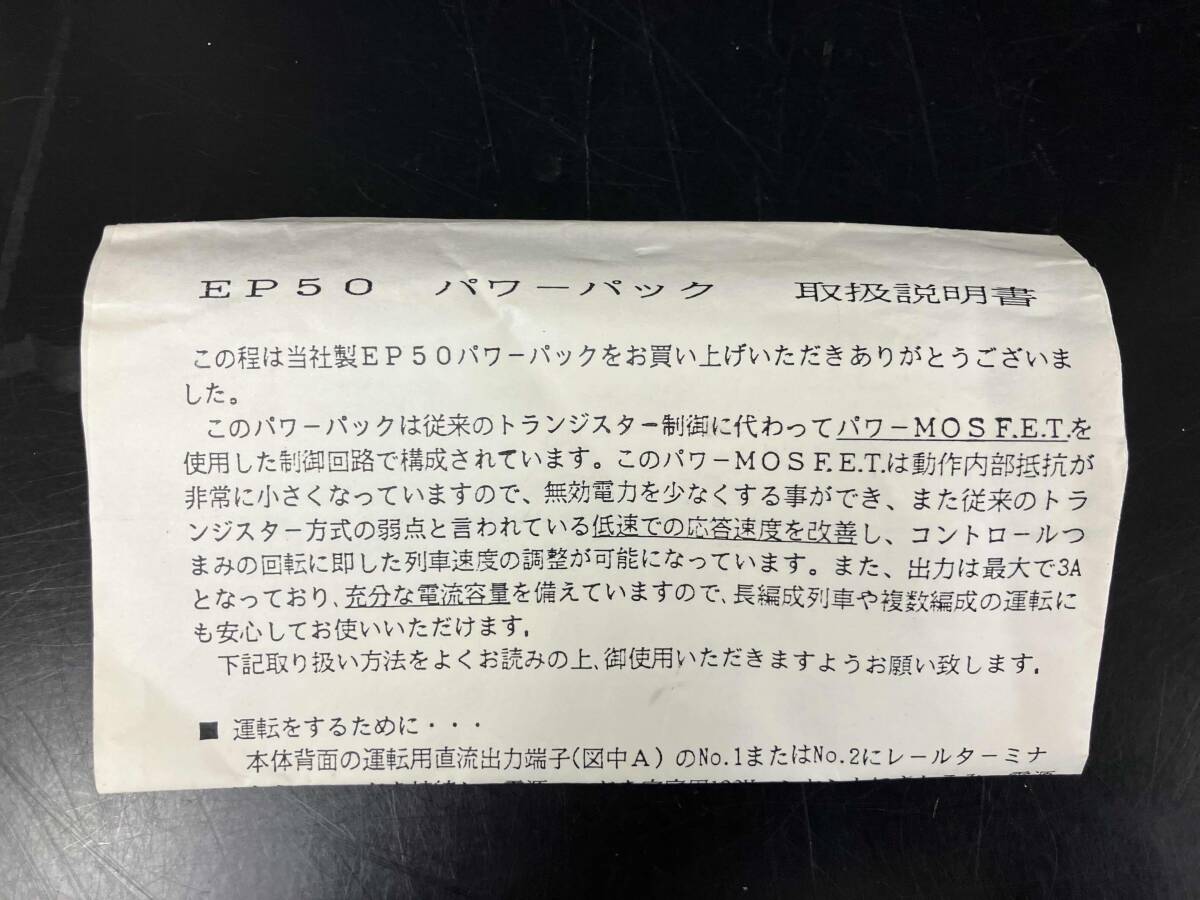 EP50 パワーパック 取扱説明書
この程は当社製EP50パワーパックをお買い上げいただきありがとうございま
した。
このパワーパックは従来のトランジスター制御に代わってパワーMOSF.E.T.を
使用した制御回路で構成されています。このパワーMOSF.E.T.は動作内部抵抗が
非常に小さくなっていますので、無効電力を少なくする事ができ、また従来のトラ
ンジスター方式の弱点と言われている低速での応答速度を改善し、コントロールつ
まみの回転に即した列車速度の調整が可能になっています。また、出力は最大で3A
となっており、充分な電流容量を備えていますので、長編成列車や複数編成の運転に
も安心してお使いいただけます.
下記取り扱い方法をよくお読みの上、御使用いただきますようお願い致します.
■ 運転をするために・・・
本体背面の運転用直流出力端子(図中A)のNo.1またはNo.2にレールターミナ